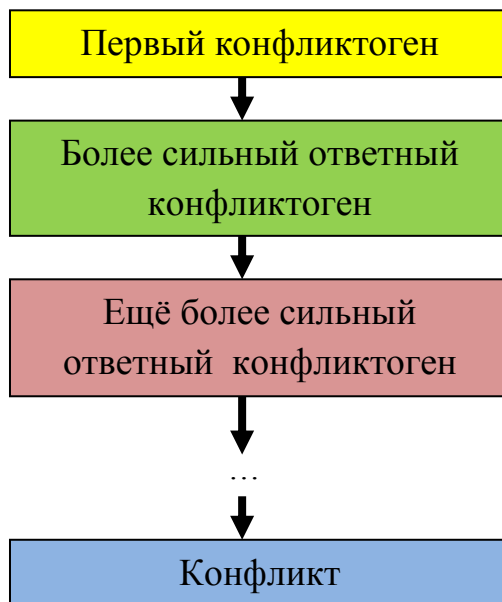 Первый конфликтоген
Более сильный ответный
конфликтоген
Ещё более сильный
ответный конфликтоген
...
Конфликт